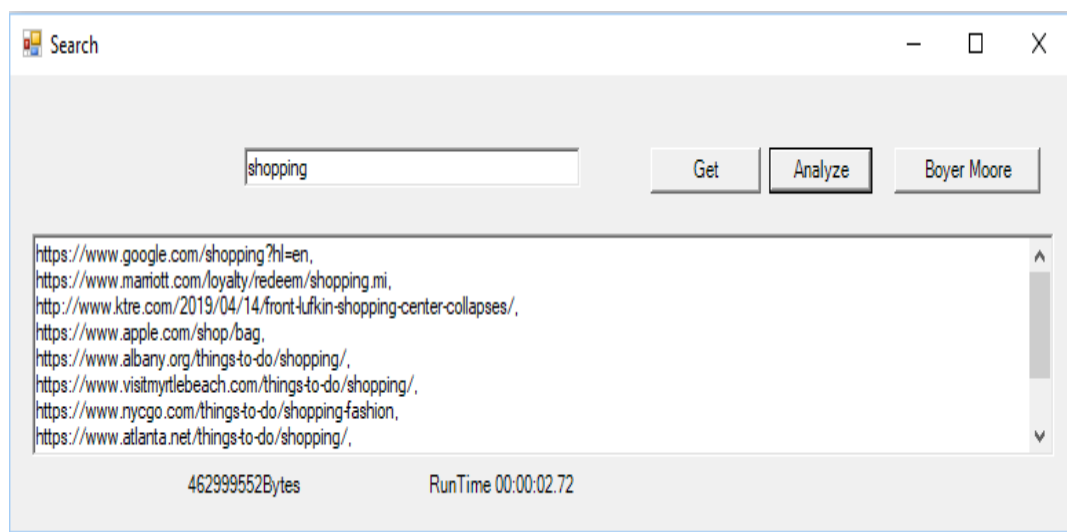 Search
shopping
Get
Analyze
Boyer Moore
https://www.google.com/shopping?hl=en,
https://www.marriott.com/loyalty/redeem/shopping.mi,
http://www.ktre.com/2019/04/14/front-lufkin-shopping-center-collapses/,
https://www.apple.com/shop/bag,
https://www.albany.org/things-to-do/shopping/,
https://www.visitmyrtlebeach.com/things-to-do/shopping/,
https://www.nycgo.com/things-to-do/shopping-fashion,
https://www.atlanta.net/things-to-do/shopping/,
462999552Bytes
RunTime 00:00:02.72